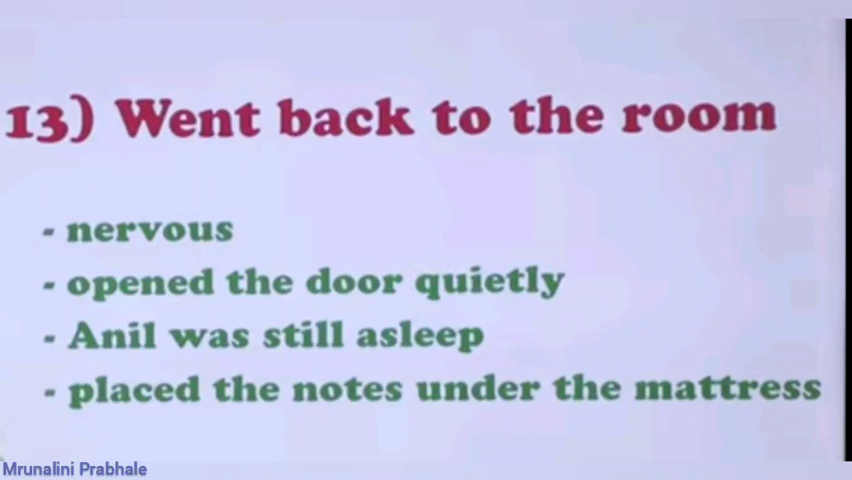 13) Went back to the room
- nervous
- opened the door quietly
- Anil was still asleep
- placed the notes under the mattress
Mrunalini Prabhale